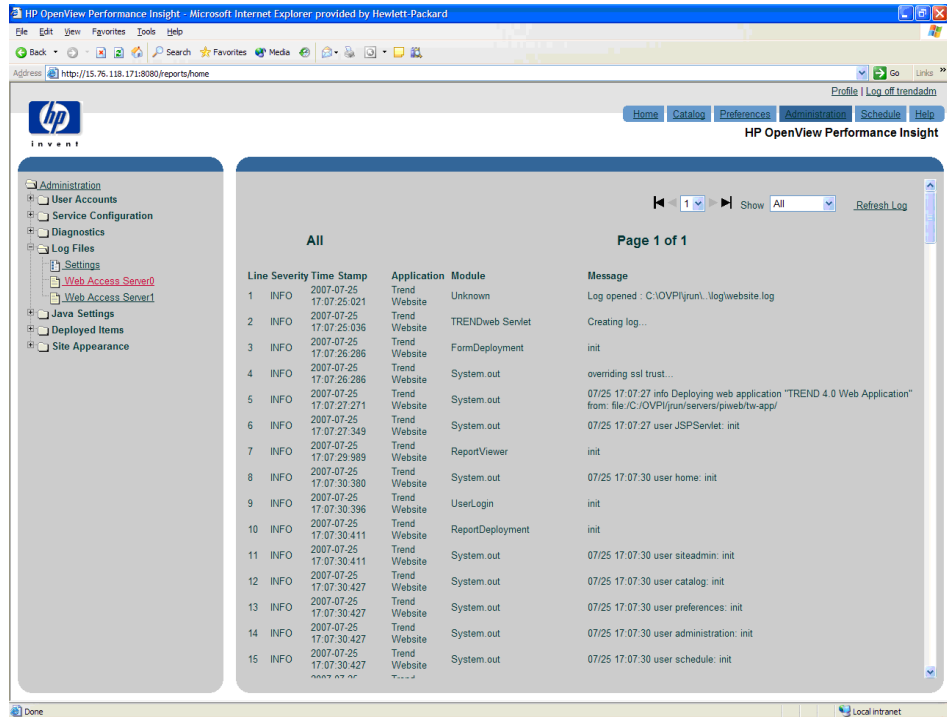 HP OpenView Performance Insight - Microsoft Internet Explorer provided by Hewlett-Packard
File Edit View Favorites Tools Help
Back Search Favorites Media
Address http://15.76.118.171:8080/reports/home Go Links »
Profile | Log off trendadm
hp
invent
Home Catalog Preferences Administration Schedule Help
HP OpenView Performance Insight
Administration
User Accounts
Service Configuration
Diagnostics
Log Files
Settings
Web Access Server0
Web Access Server1
Java Settings
Deployed Items
Site Appearance
1 Show All Refresh Log
All Page 1 of 1
Line Severity Time Stamp Application Module Message
1 INFO 2007-07-25 17:07:25:021 Trend Website Unknown Log opened : C:\OVPI\jrun\..\log\website.log
2 INFO 2007-07-25 17:07:25:036 Trend Website TRENDweb Servlet Creating log...
3 INFO 2007-07-25 17:07:26:286 Trend Website FormDeployment init
4 INFO 2007-07-25 17:07:26:286 Trend Website System.out overriding ssl trust...
5 INFO 2007-07-25 17:07:27:271 Trend Website System.out 07/25 17:07:27 info Deploying web application "TREND 4.0 Web Application"
from: file:/C:/OVPI/jrun/servers/piweb/tw-app/
6 INFO 2007-07-25 17:07:27:349 Trend Website System.out 07/25 17:07:27 user JSPServlet: init
7 INFO 2007-07-25 17:07:29:989 Trend Website ReportViewer init
8 INFO 2007-07-25 17:07:30:380 Trend Website System.out 07/25 17:07:30 user home: init
9 INFO 2007-07-25 17:07:30:396 Trend Website UserLogin init
10 INFO 2007-07-25 17:07:30:411 Trend Website ReportDeployment init
11 INFO 2007-07-25 17:07:30:411 Trend Website System.out 07/25 17:07:30 user siteadmin: init
12 INFO 2007-07-25 17:07:30:427 Trend Website System.out 07/25 17:07:30 user catalog: init
13 INFO 2007-07-25 17:07:30:427 Trend Website System.out 07/25 17:07:30 user preferences: init
14 INFO 2007-07-25 17:07:30:427 Trend Website System.out 07/25 17:07:30 user administration: init
15 INFO 2007-07-25 17:07:30:427 Trend Website System.out 07/25 17:07:30 user schedule: init
Done Local intranet